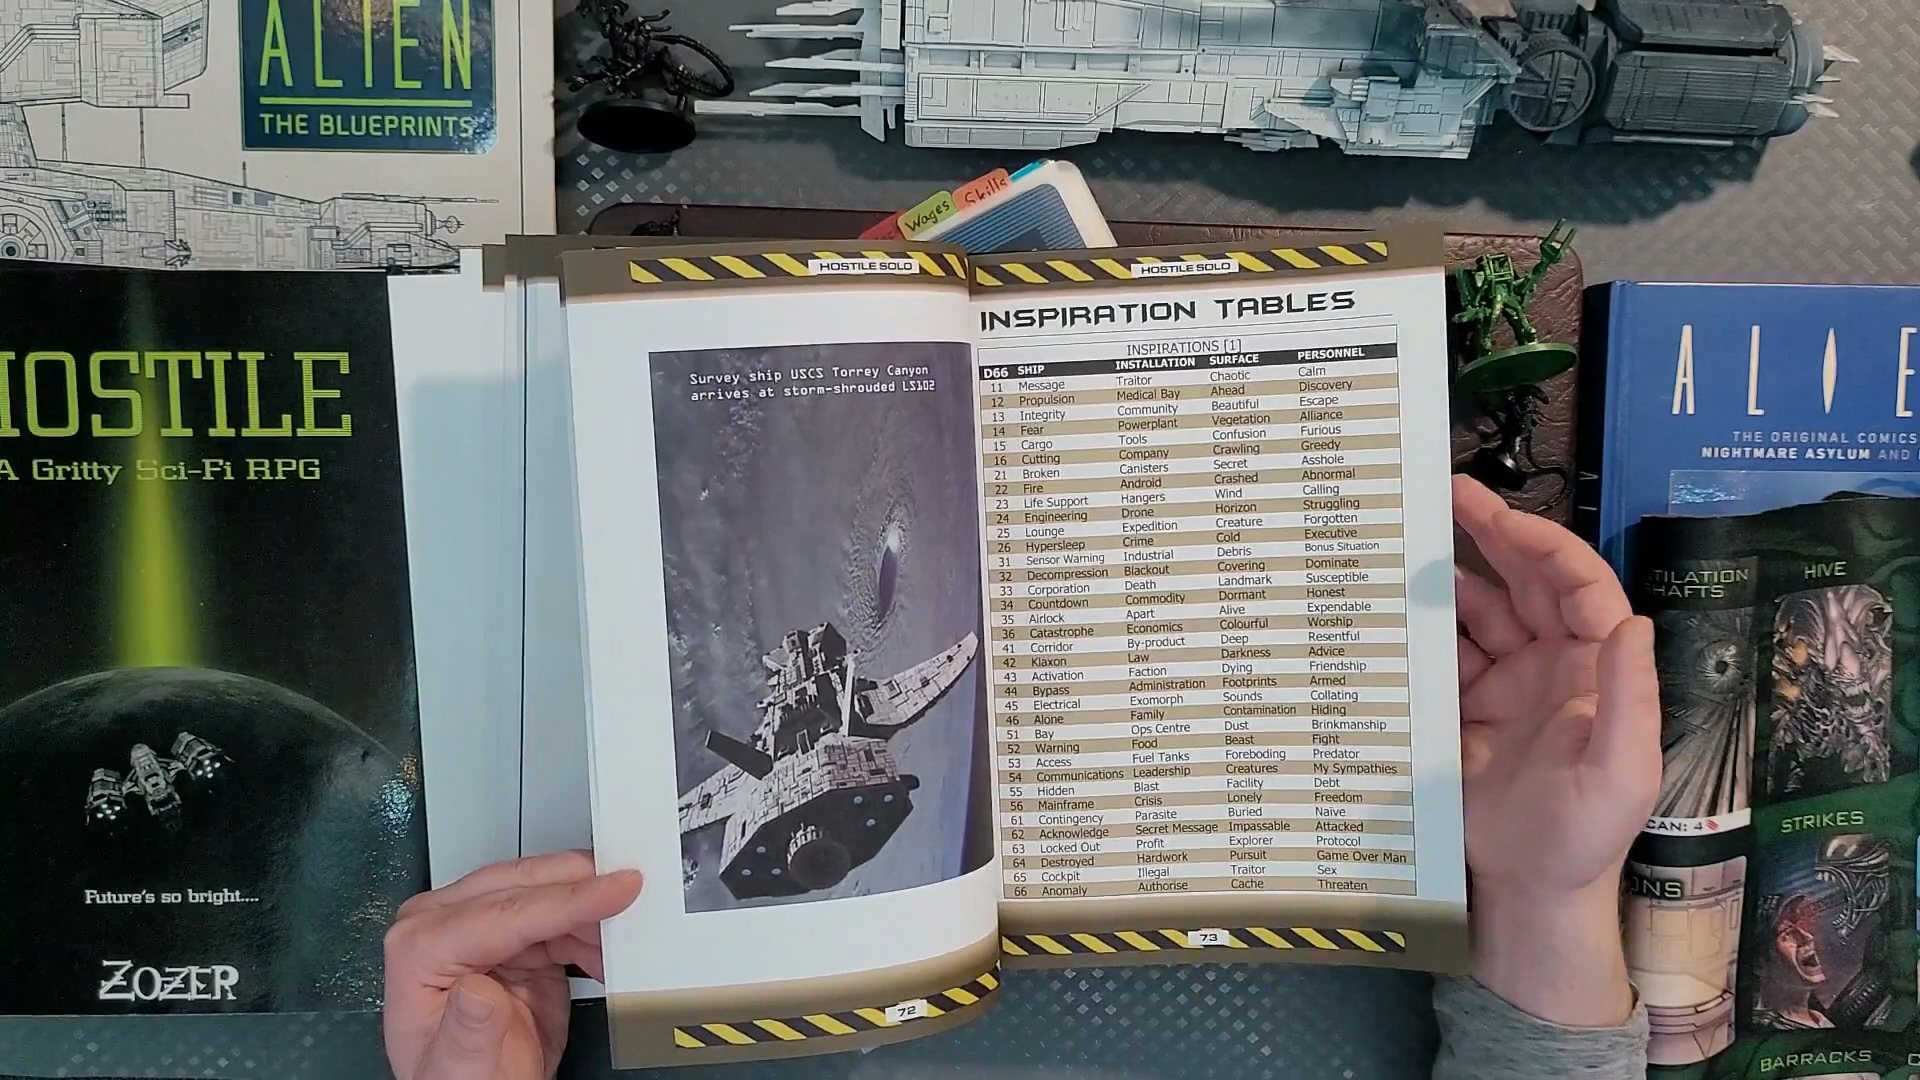 ALIEN
THE BLUEPRINTS
Wages
Skills
HOSTILE
A Gritty Sci-Fi RPG
Future's so bright....
ZOZER
HOSTILE SOLO
Survey ship USCS Torrey Canyon
arrives at storm-shrouded LS102
72
HOSTILE SOLO
INSPIRATION TABLES
INSPIRATIONS [1]
D66 SHIP INSTALLATION SURFACE PERSONNEL
11 Message Traitor Chaotic Calm
12 Propulsion Medical Bay Ahead Discovery
13 Integrity Community Beautiful Escape
14 Fear Powerplant Vegetation Alliance
15 Cargo Tools Confusion Furious
16 Cutting Company Crawling Greedy
21 Broken Canisters Secret Asshole
22 Fire Android Crashed Abnormal
23 Life Support Hangers Wind Calling
24 Engineering Drone Horizon Struggling
25 Lounge Expedition Creature Forgotten
26 Hypersleep Crime Cold Executive
31 Sensor Warning Industrial Debris Bonus Situation
32 Decompression Blackout Covering Dominate
33 Corporation Death Landmark Susceptible
34 Countdown Commodity Dormant Honest
35 Airlock Apart Alive Expendable
36 Catastrophe Economics Colourful Worship
41 Corridor By-product Deep Resentful
42 Klaxon Law Darkness Advice
43 Activation Faction Dying Friendship
44 Bypass Administration Footprints Armed
45 Electrical Exomorph Sounds Collating
46 Alone Family Contamination Hiding
51 Bay Ops Centre Dust Brinkmanship
52 Warning Food Beast Fight
53 Access Fuel Tanks Foreboding Predator
54 Communications Leadership Creatures My Sympathies
55 Hidden Blast Facility Debt
56 Mainframe Crisis Lonely Freedom
61 Contingency Parasite Buried Naive
62 Acknowledge Secret Message Impassable Attacked
63 Locked Out Profit Explorer Protocol
64 Destroyed Hardwork Pursuit Game Over Man
65 Cockpit Illegal Traitor Sex
66 Anomaly Authorise Cache Threaten
73
ALIE
THE ORIGINAL COMICS
NIGHTMARE ASYLUM AND
TILATION
HAFTS
HIVE
CAN: 4
STRIKES
ONS
BARRACKS